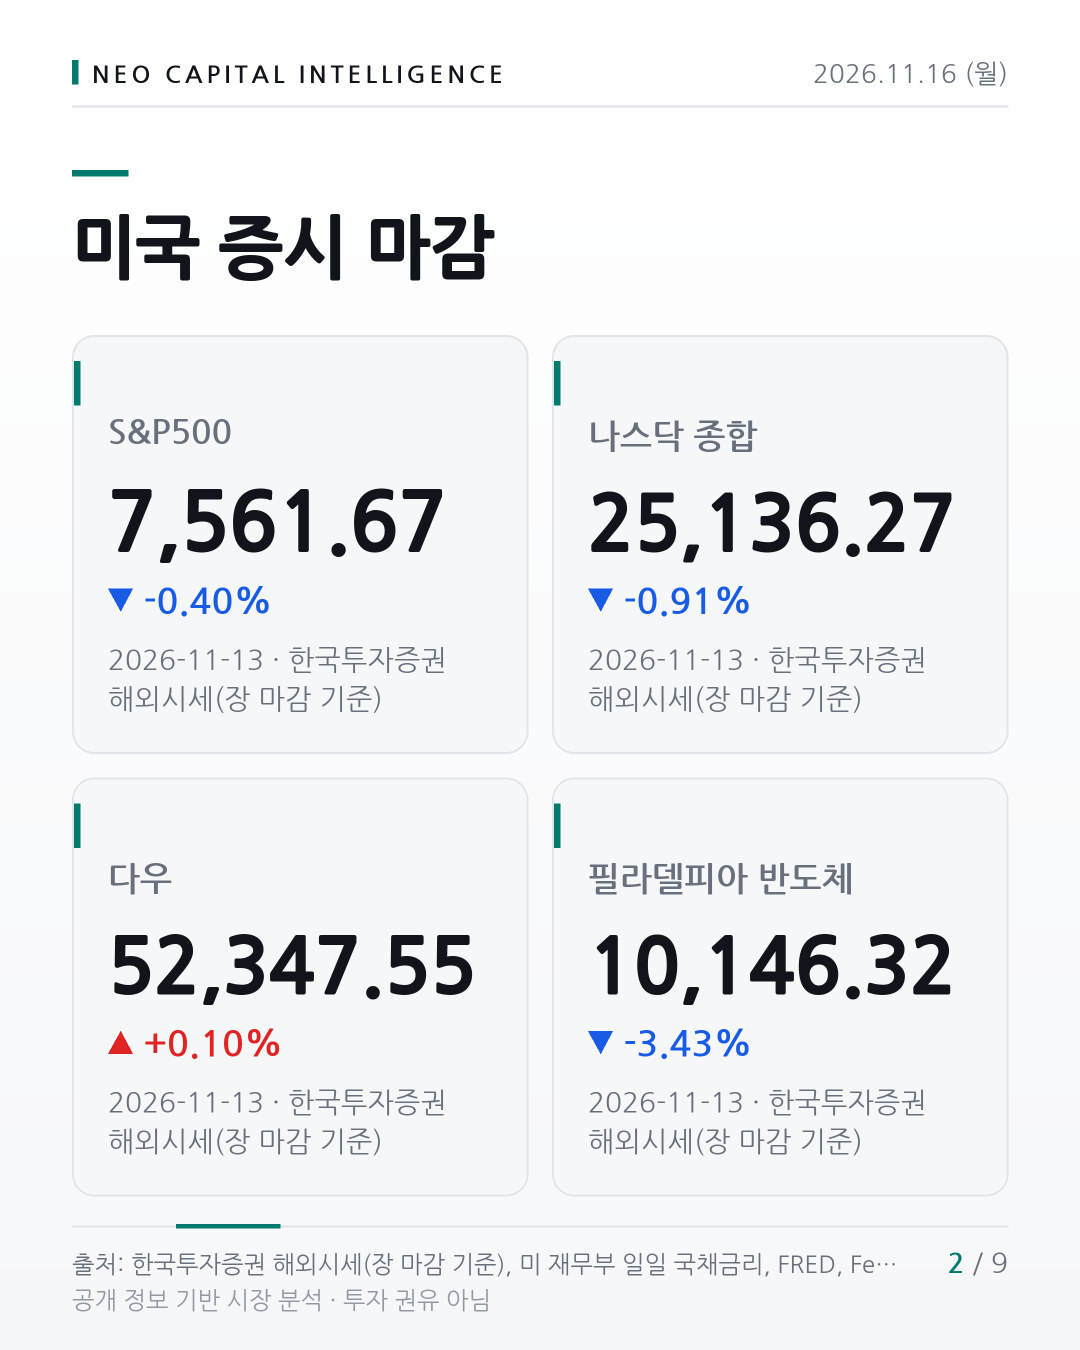 NEO CAPITAL INTELLIGENCE
2026.11.16 (월)
미국 증시 마감
S&P500
7,561.67
▼ -0.40%
2026-11-13 · 한국투자증권
해외시세(장 마감 기준)
나스닥 종합
25,136.27
▼ -0.91%
2026-11-13 · 한국투자증권
해외시세(장 마감 기준)
다우
52,347.55
▲ +0.10%
2026-11-13 · 한국투자증권
해외시세(장 마감 기준)
필라델피아 반도체
10,146.32
▼ -3.43%
2026-11-13 · 한국투자증권
해외시세(장 마감 기준)
출처: 한국투자증권 해외시세(장 마감 기준), 미 재무부 일일 국채금리, FRED, Fe…
2 / 9
공개 정보 기반 시장 분석 · 투자 권유 아님